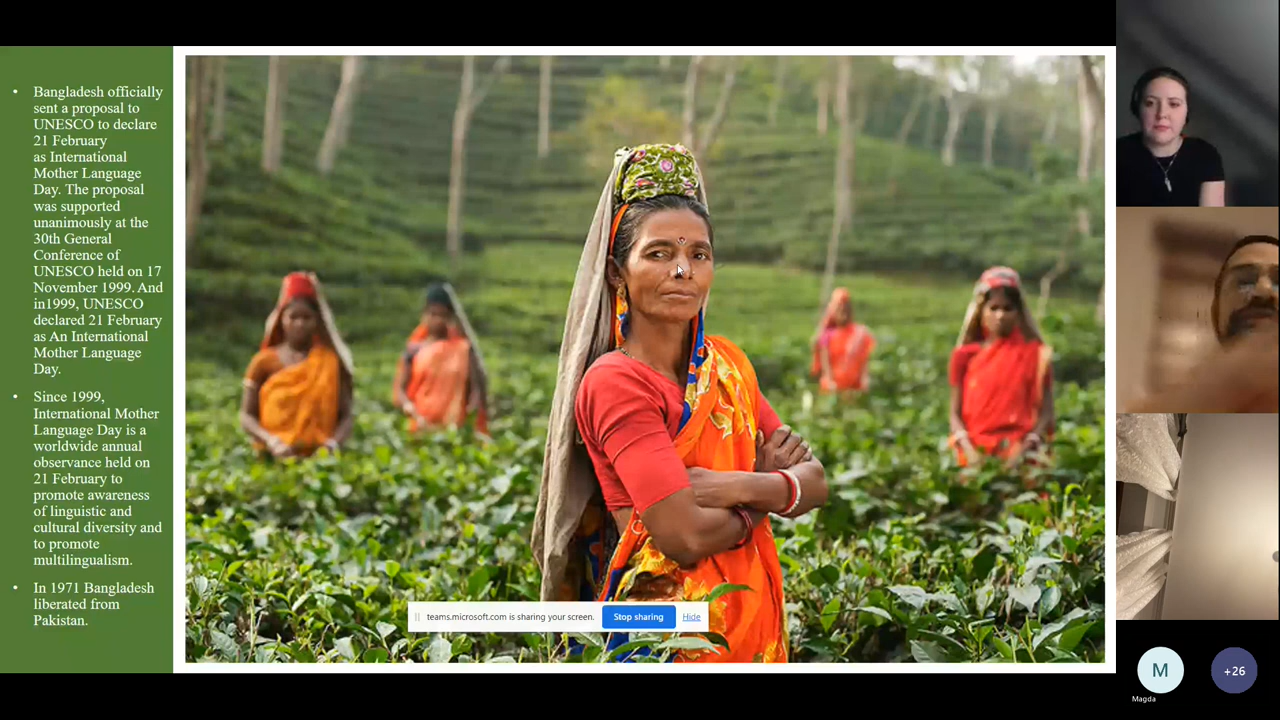 Bangladesh officially
sent a proposal to
UNESCO to declare
21 February
as International
Mother Language
Day. The proposal
was supported
unanimously at the
30th General
Conference of
UNESCO held on 17
November 1999. And
in1999, UNESCO
declared 21 February
as An International
Mother Language
Day.
Since 1999,
International Mother
Language Day is a
worldwide annual
observance held on
21 February to
promote awareness
of linguistic and
cultural diversity and
to promote
multilingualism.
In 1971 Bangladesh
liberated from
Pakistan.
teams.microsoft.com is sharing your screen. Stop sharing Hide
M
Magda
+26